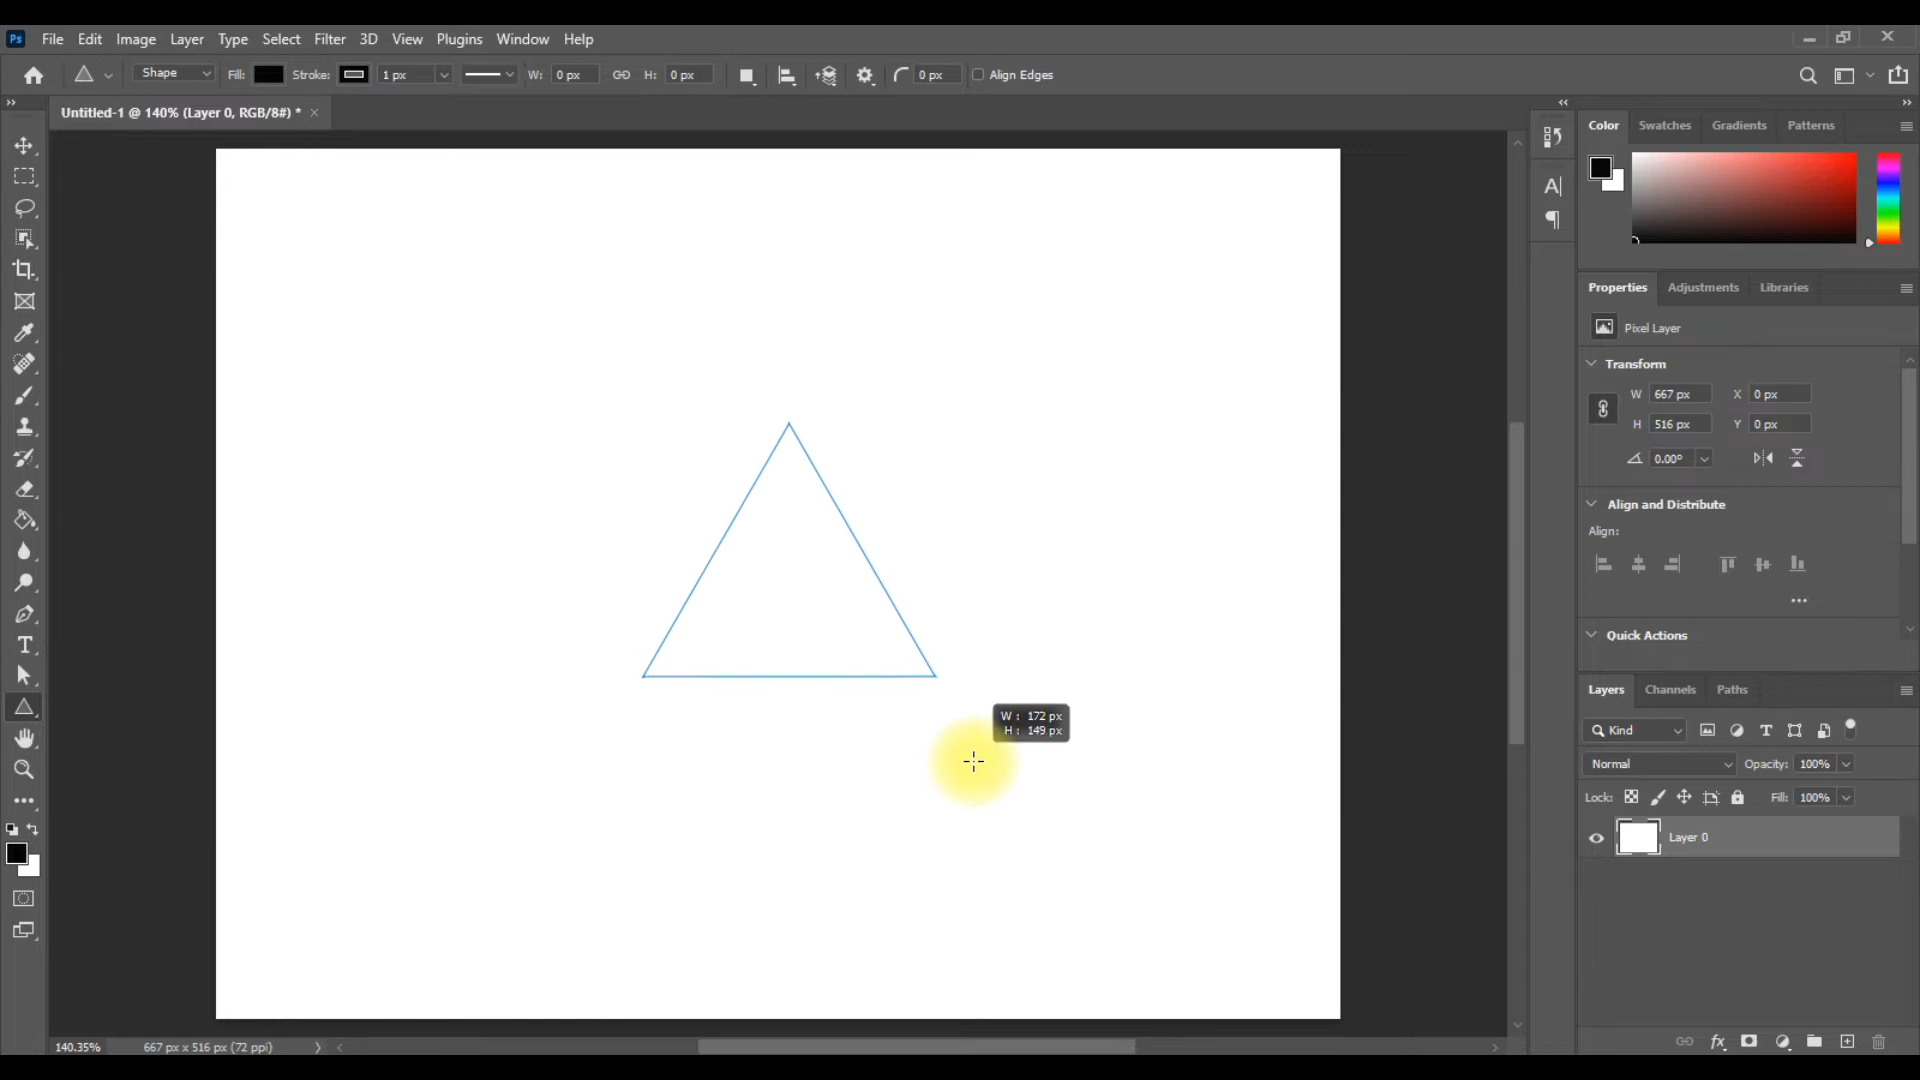 Ps File Edit Image Layer Type Select Filter 3D View Plugins Window Help
Shape Fill: Stroke: 1 px W: 0 px H: 0 px 0 px Align Edges
Untitled-1 @ 140% (Layer 0, RGB/8#) *
Color Swatches Gradients Patterns
Properties Adjustments Libraries
Pixel Layer
Transform
W 667 px X 0 px
H 516 px Y 0 px
0.00°
Align and Distribute
Align:
Quick Actions
W : 172 px
H : 149 px
Layers Channels Paths
Kind
Normal Opacity: 100%
Lock: Fill: 100%
Layer 0
140.35% 667 px x 516 px (72 ppi)